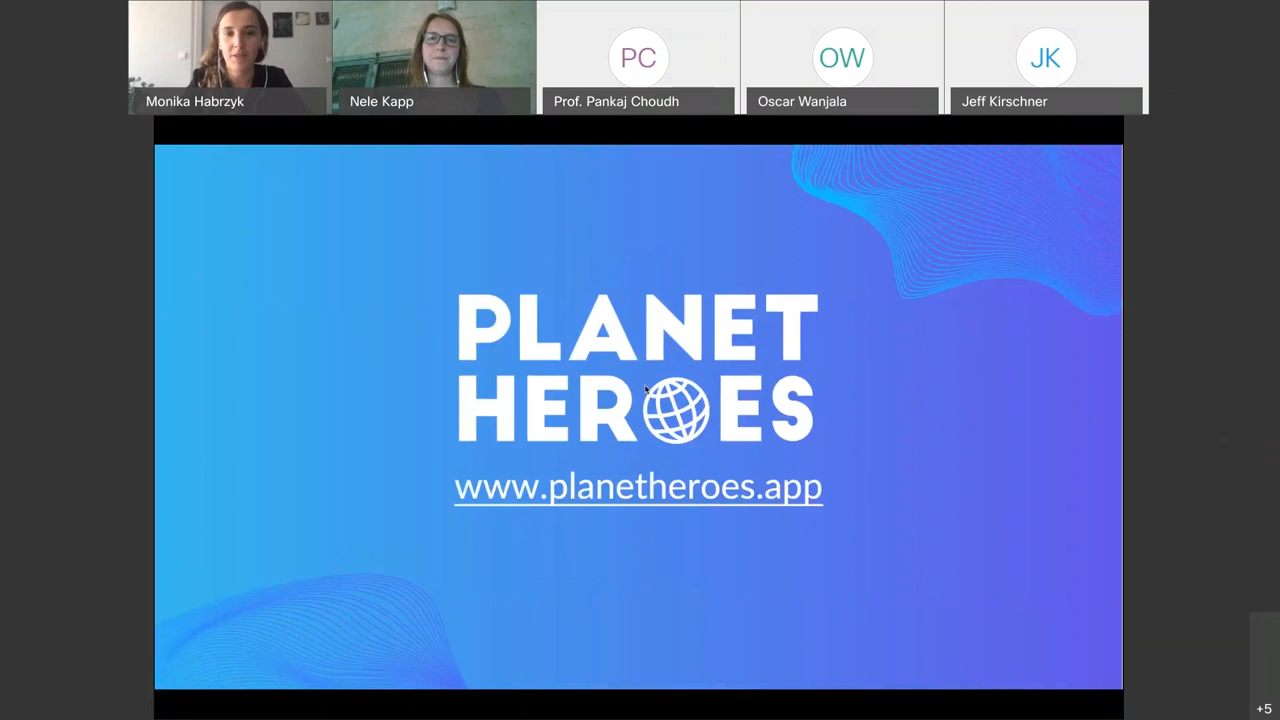 PC
OW
JK
Monika Habrzyk
Nele Kapp
Prof. Pankaj Choudh
Oscar Wanjala
Jeff Kirschner
PLANET
HEROES
www.planetheroes.app
+5